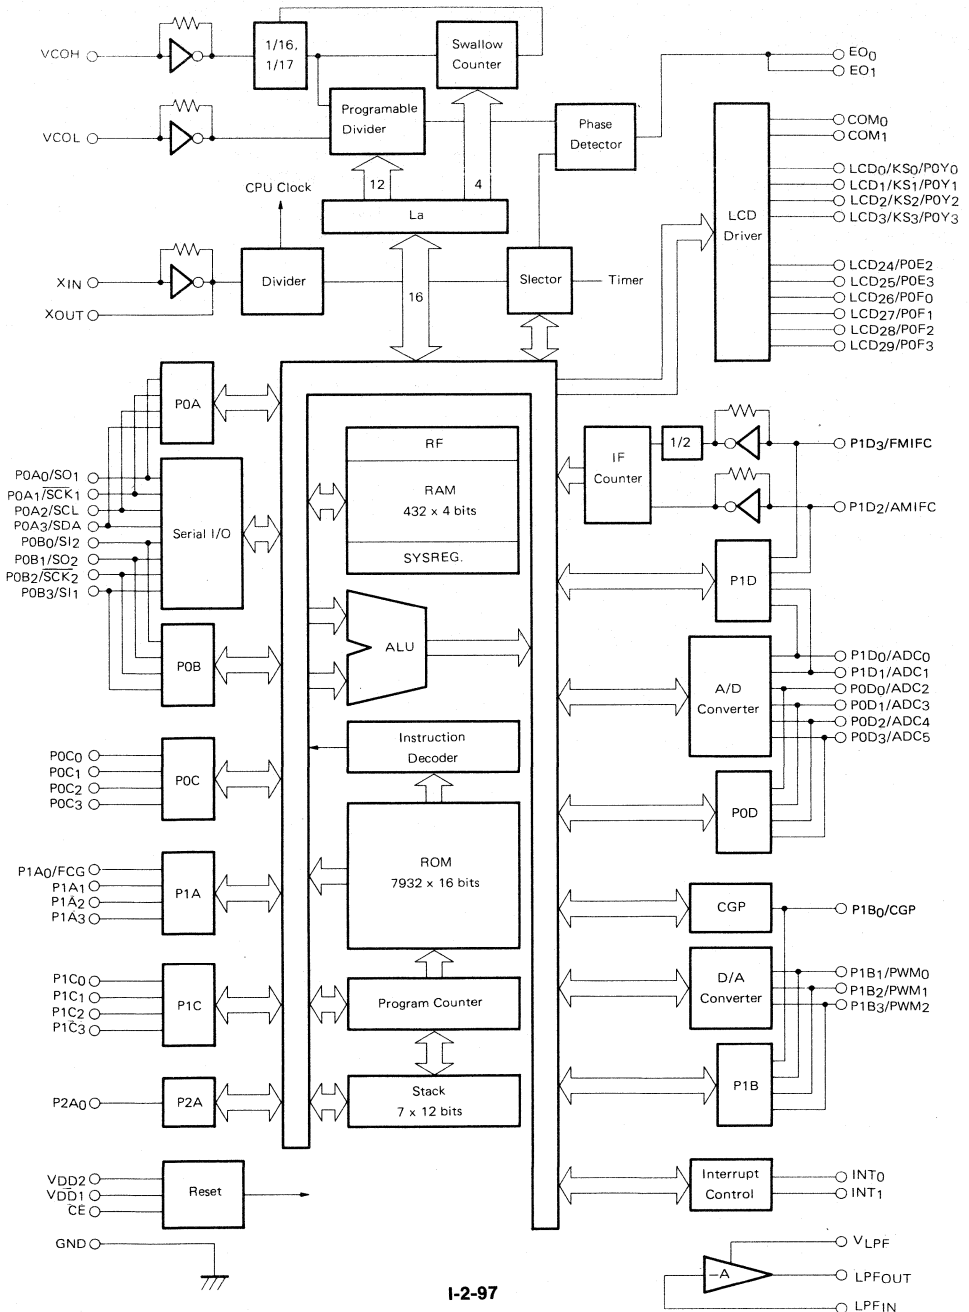 VCOH
1/16,
1/17
Swallow
Counter
EO0
EO1
VCOL
Programable
Divider
Phase
Detector
COM0
COM1
LCD0/KS0/P0Y0
LCD1/KS1/P0Y1
LCD2/KS2/P0Y2
LCD3/KS3/P0Y3
LCD
Driver
LCD24/P0E2
LCD25/P0E3
LCD26/P0F0
LCD27/P0F1
LCD28/P0F2
LCD29/P0F3
12
4
CPU Clock
La
XIN
XOUT
Divider
16
Slector
Timer
P0A
P0A0/SO1
P0A1/SCK1
P0A2/SCL
P0A3/SDA
P0B0/SI2
P0B1/SO2
P0B2/SCK2
P0B3/SI1
Serial I/O
P0B
RF
RAM
432 x 4 bits
SYSREG.
ALU
IF
Counter
1/2
P1D3/FMIFC
P1D2/AMIFC
P1D
A/D
Converter
P1D0/ADC0
P1D1/ADC1
P0D0/ADC2
P0D1/ADC3
P0D2/ADC4
P0D3/ADC5
P0D
P0C0
P0C1
P0C2
P0C3
P0C
Instruction
Decoder
ROM
7932 x 16 bits
P1A0/FCG
P1A1
P1A2
P1A3
P1A
CGP
P1B0/CGP
P1C0
P1C1
P1C2
P1C3
P1C
Program Counter
D/A
Converter
P1B1/PWM0
P1B2/PWM1
P1B3/PWM2
P2A0
P2A
Stack
7 x 12 bits
P1B
VDD2
VDD1
CE
Reset
Interrupt
Control
INT0
INT1
GND
VLPF
–A
LPFOUT
LPFIN
I-2-97